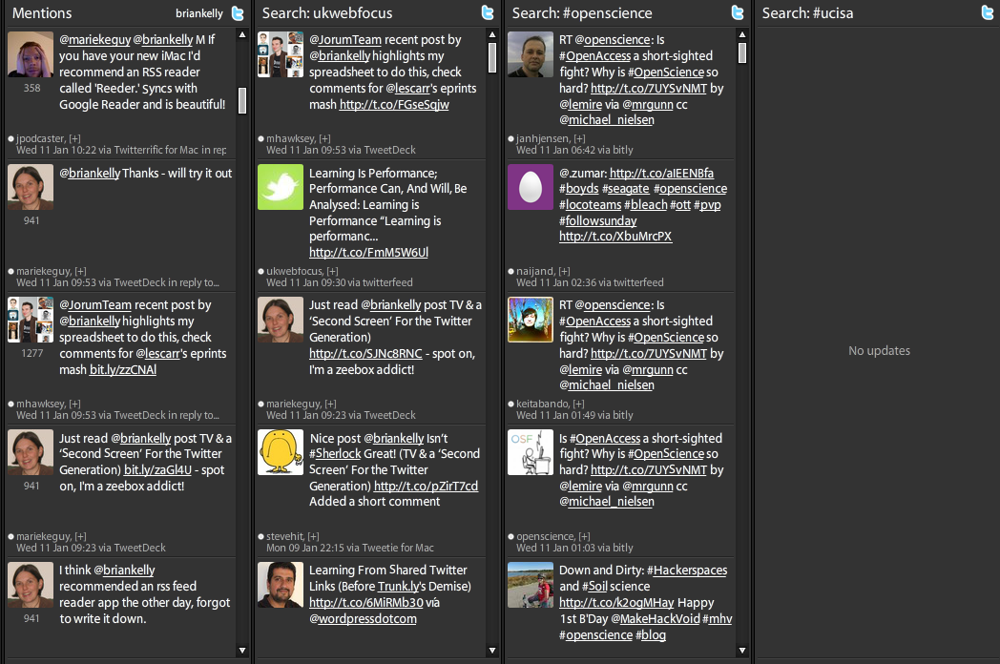 Mentions
briankelly
@mariekeguy @briankelly M If
you have your new iMac I'd
recommend an RSS reader
called 'Reeder.' Syncs with
Google Reader and is beautiful!
358
jpodcaster, [+]
Wed 11 Jan 10:22 via Twitterrific for Mac in rep
@briankelly Thanks - will try it out
941
mariekeguy, [+]
Wed 11 Jan 09:53 via TweetDeck in reply to...
@JorumTeam recent post by
@briankelly highlights my
spreadsheet to do this, check
comments for @lescarr's eprints
mash bit.ly/zzCNAl
1277
mhawksey, [+]
Wed 11 Jan 09:53 via TweetDeck in reply to...
Just read @briankelly post TV & a
‘Second Screen’ For the Twitter
Generation) bit.ly/zaGl4U - spot
on, I'm a zeebox addict!
941
mariekeguy, [+]
Wed 11 Jan 09:23 via TweetDeck
I think @briankelly
recommended an rss feed
reader app the other day, forgot
to write it down.
941
Search: ukwebfocus
@JorumTeam recent post by
@briankelly highlights my
spreadsheet to do this, check
comments for @lescarr's eprints
mash http://t.co/FGseSqjw
mhawksey, [+]
Wed 11 Jan 09:53 via TweetDeck
Learning Is Performance;
Performance Can, And Will, Be
Analysed: Learning is
Performance “Learning is
performanc...
http://t.co/FmM5W6Ul
ukwebfocus, [+]
Wed 11 Jan 09:30 via twitterfeed
Just read @briankelly post TV & a
‘Second Screen’ For the Twitter
Generation)
http://t.co/SJNc8RNC - spot on,
I'm a zeebox addict!
mariekeguy, [+]
Wed 11 Jan 09:23 via TweetDeck
Nice post @briankelly Isn’t
#Sherlock Great! (TV & a ‘Second
Screen’ For the Twitter
Generation) http://t.co/pZirT7cd
Added a short comment
stevehit, [+]
Mon 09 Jan 22:15 via Tweetie for Mac
Learning From Shared Twitter
Links (Before Trunk.ly's Demise)
http://t.co/6MiRMb30 vía
@wordpressdotcom
Search: #openscience
RT @openscience: Is
#OpenAccess a short-sighted
fight? Why is #OpenScience so
hard? http://t.co/7UYSvNMT by
@lemire via @mrgunn cc
@michael_nielsen
janhjensen, [+]
Wed 11 Jan 06:42 via bitly
@.zumar: http://t.co/aIEENBfa
#boyds #seagate #openscience
#locoteams #bleach #ott #pvp
#followsunday
http://t.co/XbuMrcPX
naijand, [+]
Wed 11 Jan 02:36 via twitterfeed
RT @openscience: Is
#OpenAccess a short-sighted
fight? Why is #OpenScience so
hard? http://t.co/7UYSvNMT by
@lemire via @mrgunn cc
@michael_nielsen
keitabando, [+]
Wed 11 Jan 01:49 via bitly
OSF
Is #OpenAccess a short-sighted
fight? Why is #OpenScience so
hard? http://t.co/7UYSvNMT by
@lemire via @mrgunn cc
@michael_nielsen
openscience, [+]
Wed 11 Jan 01:03 via bitly
Down and Dirty: #Hackerspaces
and #Soil science
http://t.co/k2ogMHay Happy
1st B'Day @MakeHackVoid #mhv
#openscience #blog
Search: #ucisa
No updates